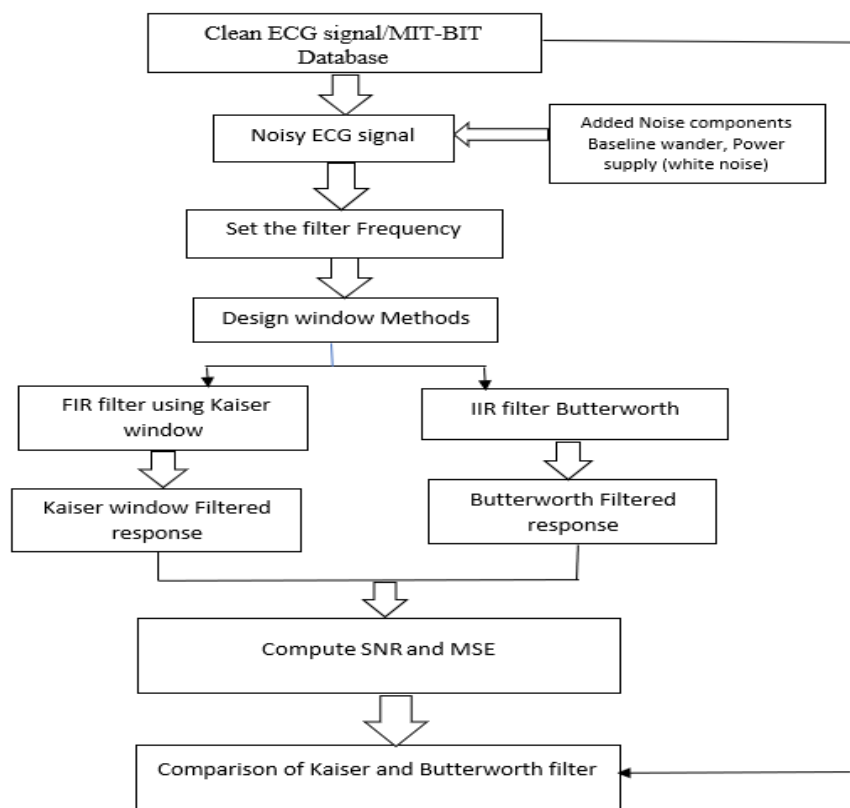 Clean ECG signal/MIT-BIT
Database
Noisy ECG signal
Added Noise components
Baseline wander, Power
supply (white noise)
Set the filter Frequency
Design window Methods
FIR filter using Kaiser
window
IIR filter Butterworth
Kaiser window Filtered
response
Butterworth Filtered
response
Compute SNR and MSE
Comparison of Kaiser and Butterworth filter